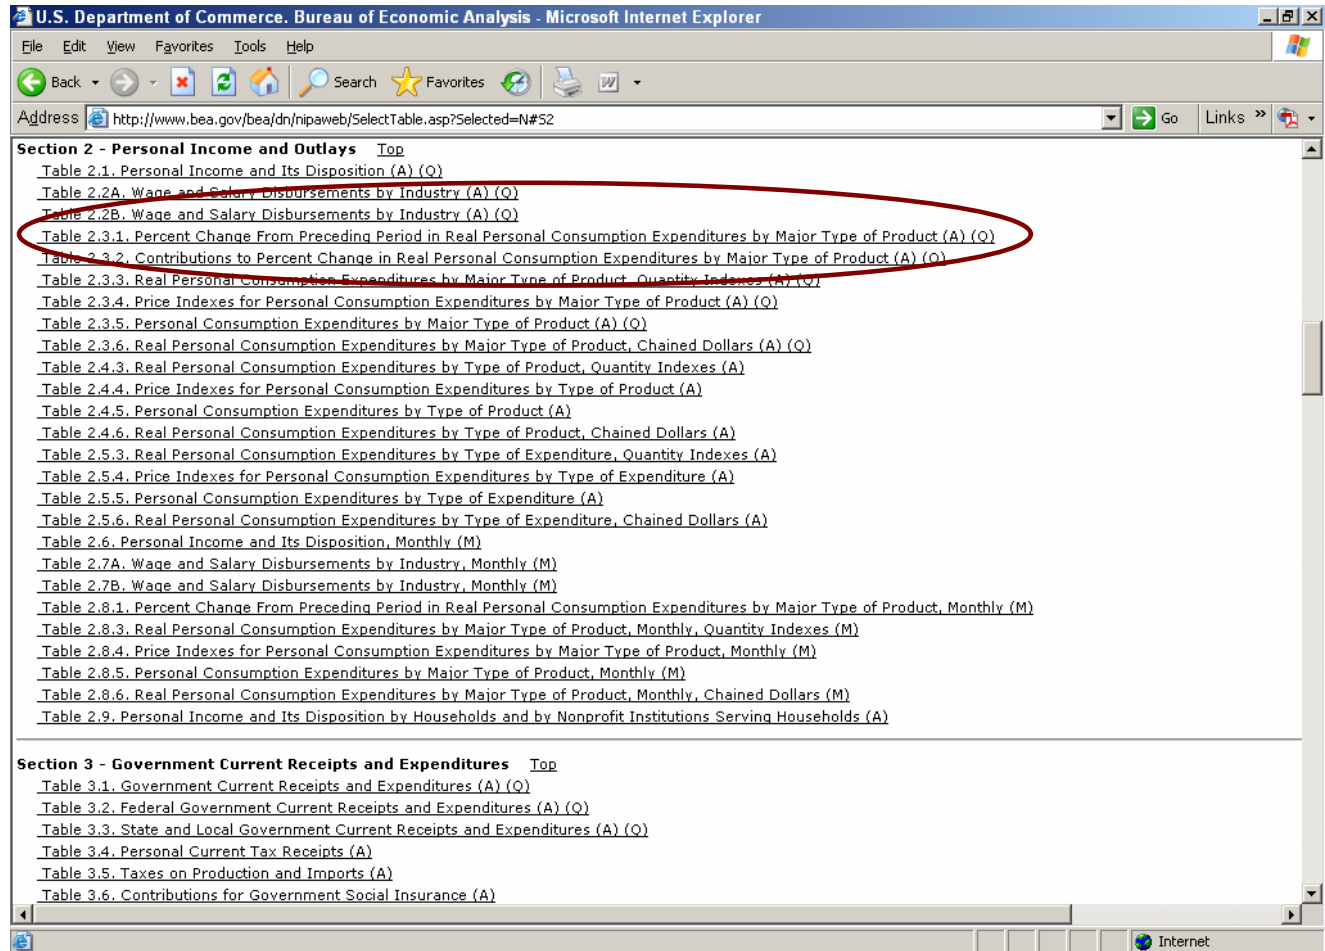 U.S. Department of Commerce. Bureau of Economic Analysis - Microsoft Internet Explorer
File Edit View Favorites Tools Help
Back Search Favorites
Address http://www.bea.gov/bea/dn/nipaweb/SelectTable.asp?Selected=N#S2 Go Links »
Section 2 - Personal Income and Outlays Top
Table 2.1. Personal Income and Its Disposition (A) (Q)
Table 2.2A. Wage and Salary Disbursements by Industry (A) (Q)
Table 2.2B. Wage and Salary Disbursements by Industry (A) (Q)
Table 2.3.1. Percent Change From Preceding Period in Real Personal Consumption Expenditures by Major Type of Product (A) (Q)
Table 2.3.2. Contributions to Percent Change in Real Personal Consumption Expenditures by Major Type of Product (A) (Q)
Table 2.3.3. Real Personal Consumption Expenditures by Major Type of Product, Quantity Indexes (A) (Q)
Table 2.3.4. Price Indexes for Personal Consumption Expenditures by Major Type of Product (A) (Q)
Table 2.3.5. Personal Consumption Expenditures by Major Type of Product (A) (Q)
Table 2.3.6. Real Personal Consumption Expenditures by Major Type of Product, Chained Dollars (A) (Q)
Table 2.4.3. Real Personal Consumption Expenditures by Type of Product, Quantity Indexes (A)
Table 2.4.4. Price Indexes for Personal Consumption Expenditures by Type of Product (A)
Table 2.4.5. Personal Consumption Expenditures by Type of Product (A)
Table 2.4.6. Real Personal Consumption Expenditures by Type of Product, Chained Dollars (A)
Table 2.5.3. Real Personal Consumption Expenditures by Type of Expenditure, Quantity Indexes (A)
Table 2.5.4. Price Indexes for Personal Consumption Expenditures by Type of Expenditure (A)
Table 2.5.5. Personal Consumption Expenditures by Type of Expenditure (A)
Table 2.5.6. Real Personal Consumption Expenditures by Type of Expenditure, Chained Dollars (A)
Table 2.6. Personal Income and Its Disposition, Monthly (M)
Table 2.7A. Wage and Salary Disbursements by Industry, Monthly (M)
Table 2.7B. Wage and Salary Disbursements by Industry, Monthly (M)
Table 2.8.1. Percent Change From Preceding Period in Real Personal Consumption Expenditures by Major Type of Product, Monthly (M)
Table 2.8.3. Real Personal Consumption Expenditures by Major Type of Product, Monthly, Quantity Indexes (M)
Table 2.8.4. Price Indexes for Personal Consumption Expenditures by Major Type of Product, Monthly (M)
Table 2.8.5. Personal Consumption Expenditures by Major Type of Product, Monthly (M)
Table 2.8.6. Real Personal Consumption Expenditures by Major Type of Product, Monthly, Chained Dollars (M)
Table 2.9. Personal Income and Its Disposition by Households and by Nonprofit Institutions Serving Households (A)
Section 3 - Government Current Receipts and Expenditures Top
Table 3.1. Government Current Receipts and Expenditures (A) (Q)
Table 3.2. Federal Government Current Receipts and Expenditures (A) (Q)
Table 3.3. State and Local Government Current Receipts and Expenditures (A) (Q)
Table 3.4. Personal Current Tax Receipts (A)
Table 3.5. Taxes on Production and Imports (A)
Table 3.6. Contributions for Government Social Insurance (A)
Internet